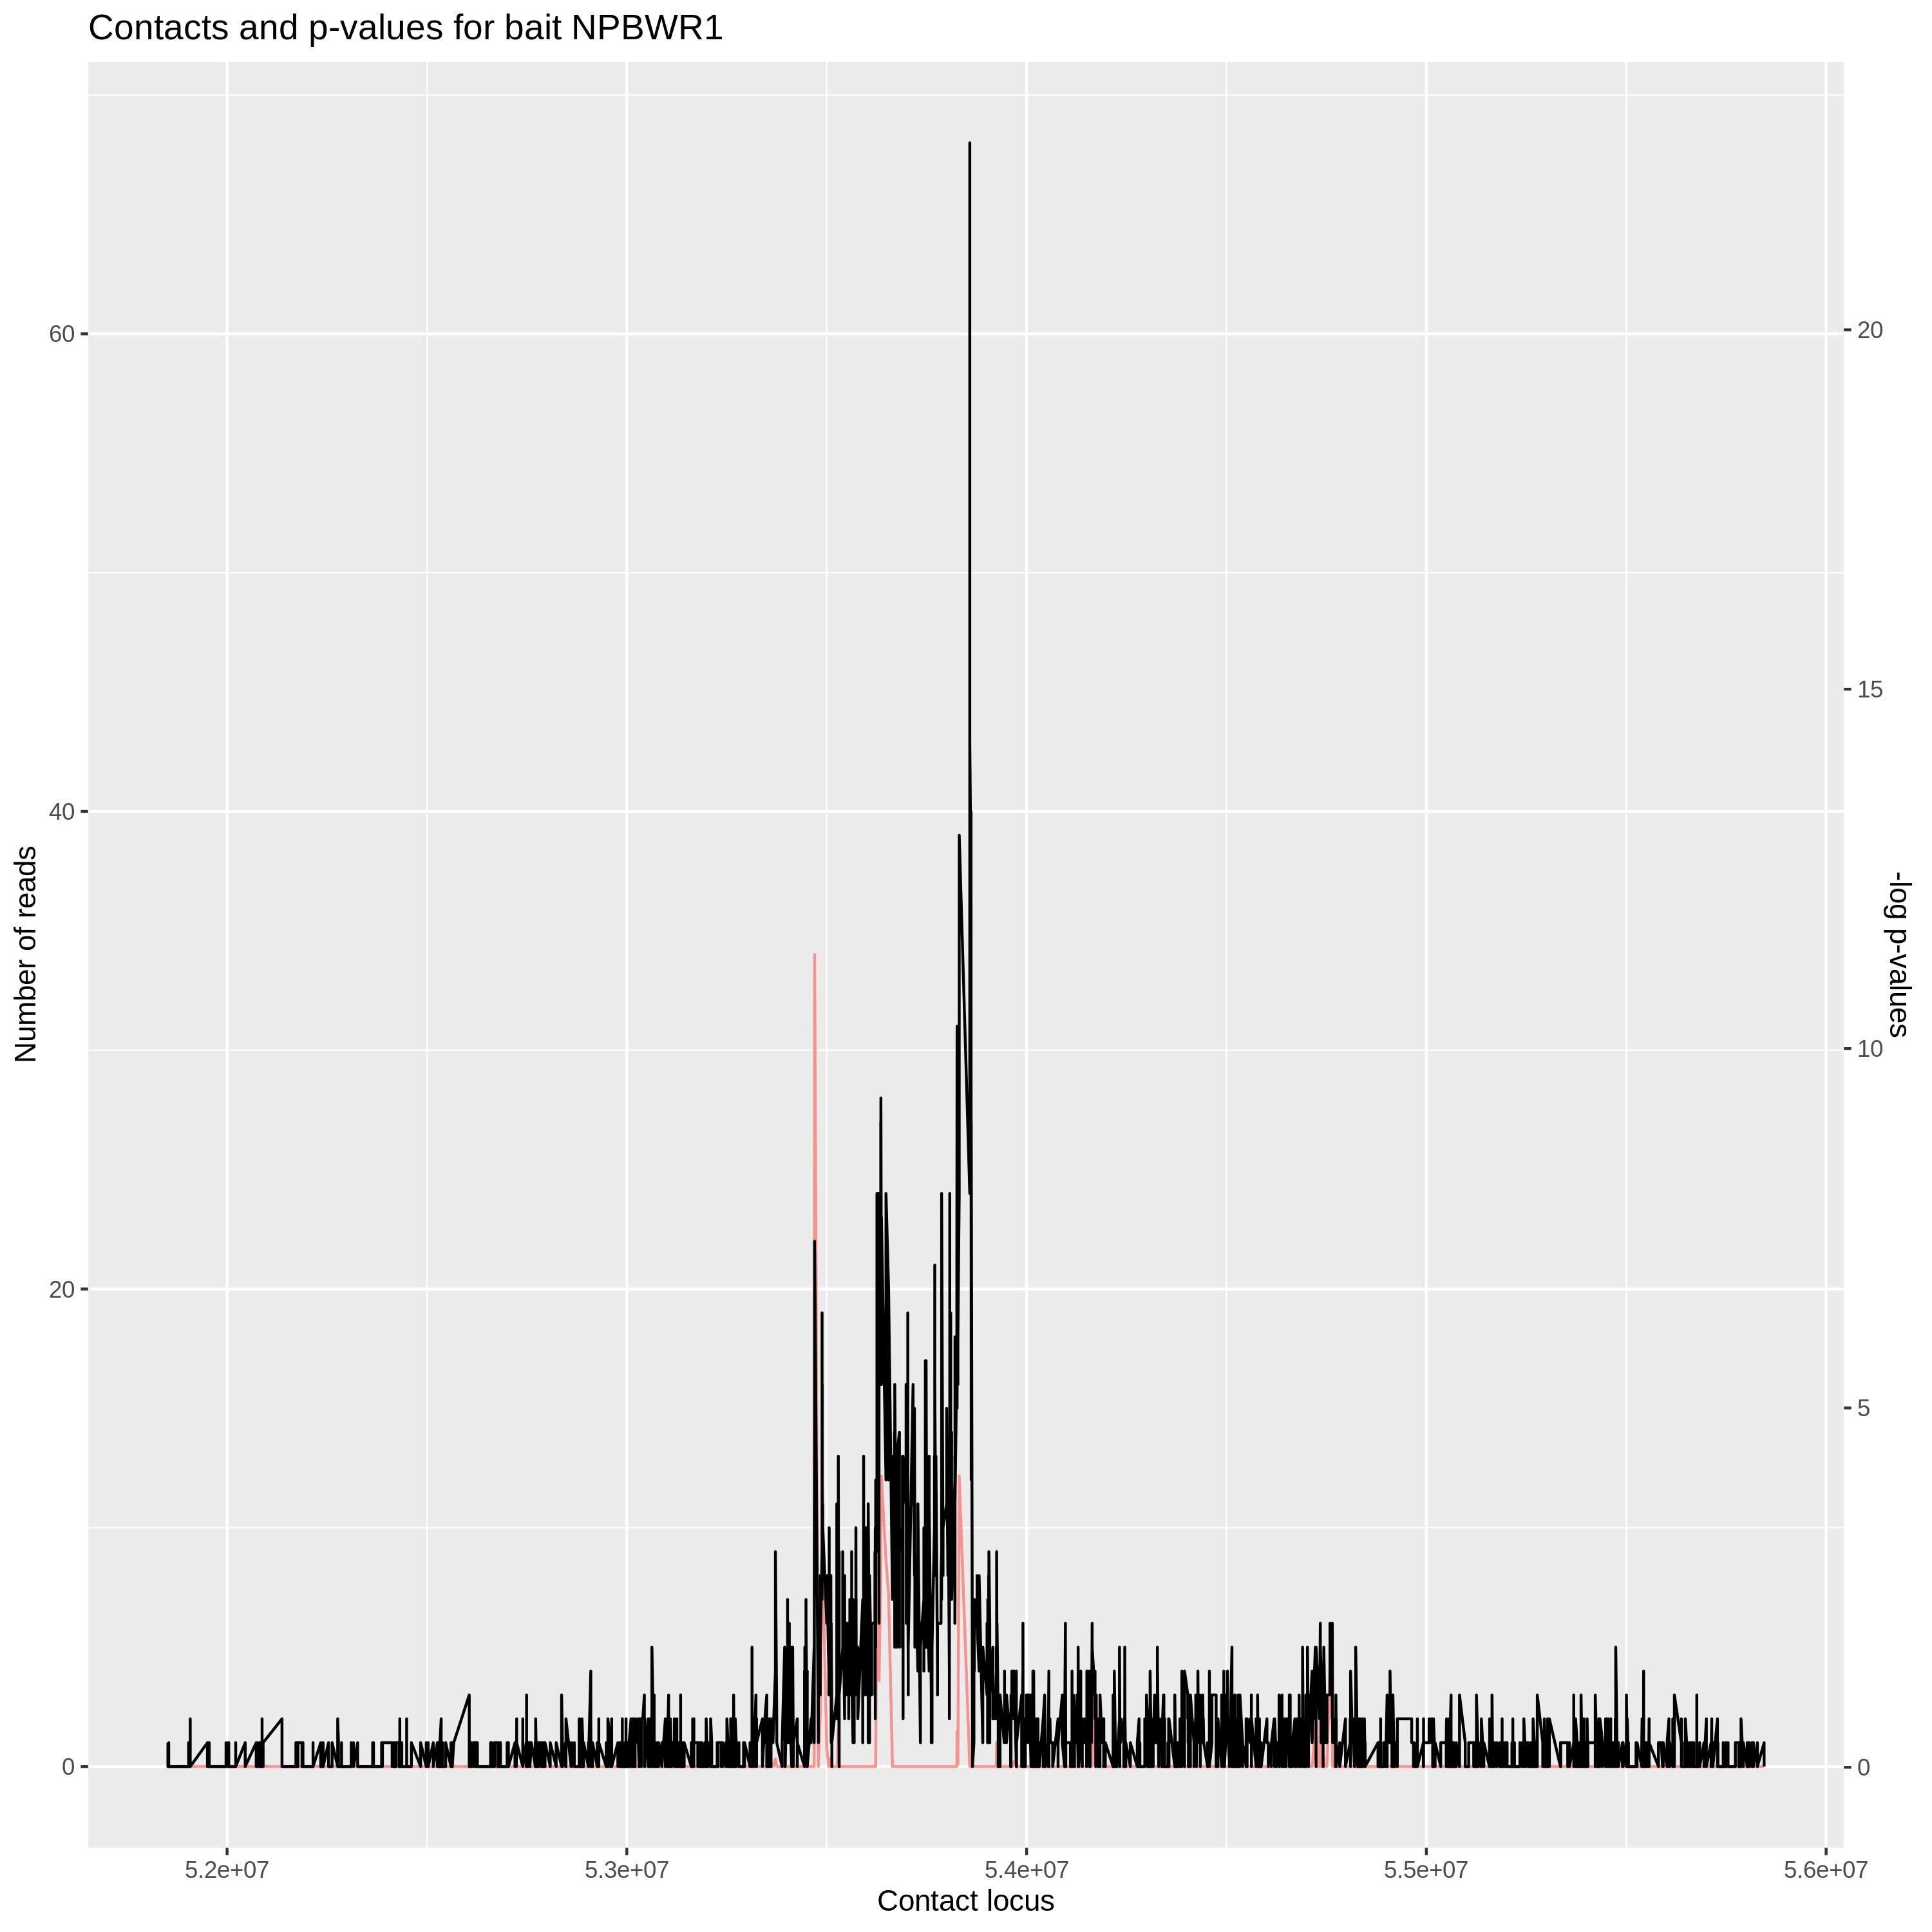 Contacts and p-values for bait NPBWR1
60
40
20
0
20
15
10
5
0
Number of reads
-log p-values
5.2e+07
5.3e+07
5.4e+07
5.5e+07
5.6e+07
Contact locus